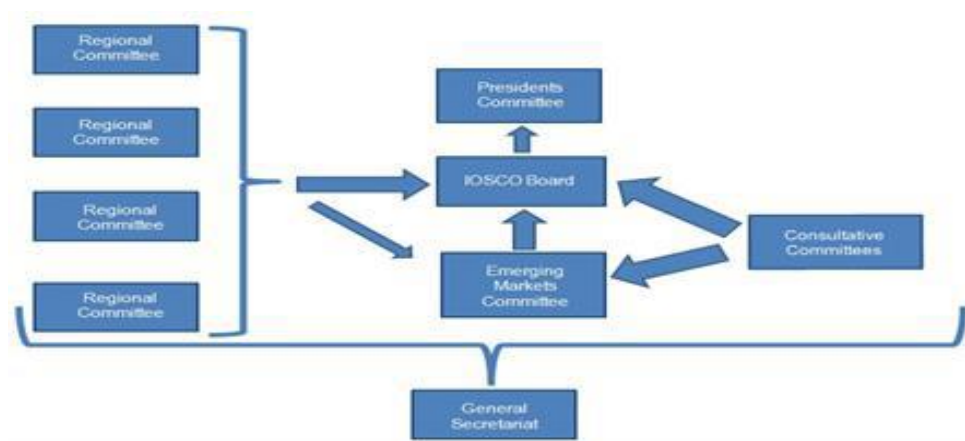 Regional
Committee
Regional
Committee
Regional
Committee
Regional
Committee
Presidents
Committee
IOSCO Board
Emerging
Markets
Committee
Consultative
Committees
General
Secretariat